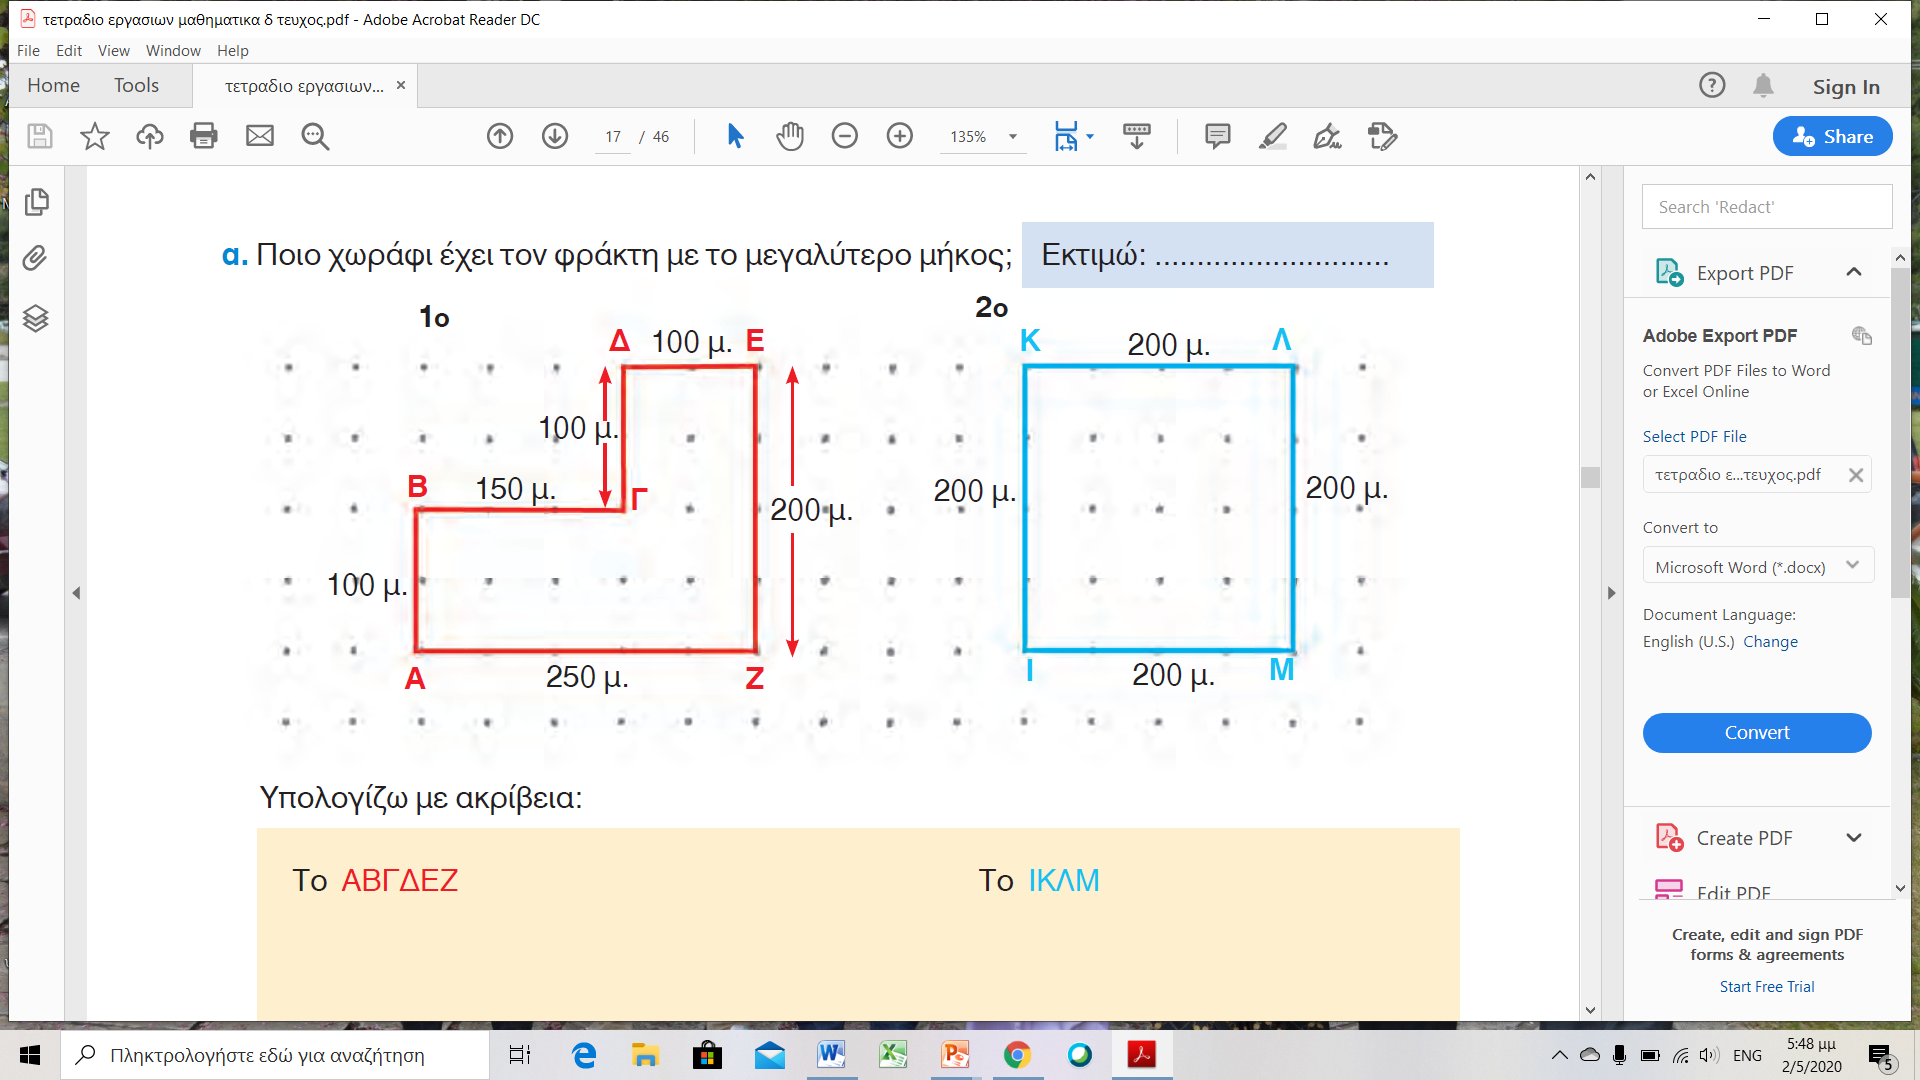 τετραδιο εργασιων μαθηματικα δ τευχος.pdf - Adobe Acrobat Reader DC
File Edit View Window Help
Home Tools τετραδιο εργασιων... × Sign In
17 / 46 135% Share
Search 'Redact'
α. Ποιο χωράφι έχει τον φράκτη με το μεγαλύτερο μήκος; Εκτιμώ: ............................
Export PDF
1ο 2ο
Δ 100 μ. Ε Κ 200 μ. Λ
Adobe Export PDF
Convert PDF Files to Word
or Excel Online
100 μ.
Select PDF File
τετραδιο ε...τευχος.pdf
Β 150 μ. Γ 200 μ. 200 μ. 200 μ.
Convert to
Microsoft Word (*.docx)
100 μ.
Document Language:
English (U.S.) Change
Α 250 μ. Ζ Ι 200 μ. Μ
Convert
Υπολογίζω με ακρίβεια:
Create PDF
Το ΑΒΓΔΕΖ Το ΙΚΛΜ
Edit PDF
Create, edit and sign PDF
forms & agreements
Start Free Trial
Πληκτρολογήστε εδώ για αναζήτηση
ENG 5:48 μμ
2/5/2020
5